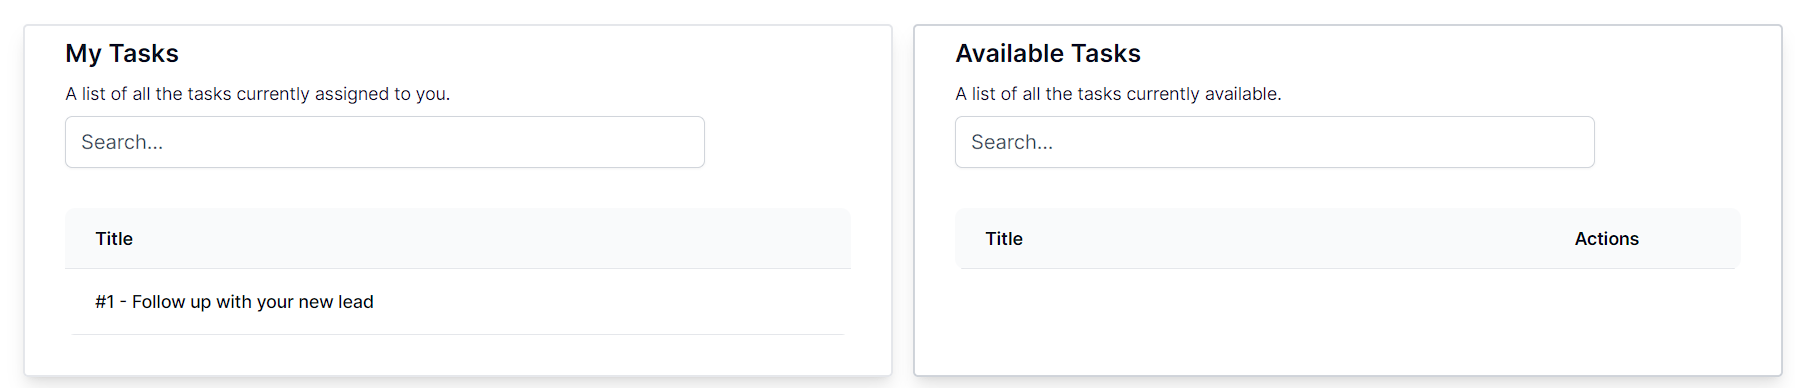 My Tasks
A list of all the tasks currently assigned to you.
Search...
Title
#1 - Follow up with your new lead
Available Tasks
A list of all the tasks currently available.
Search...
Title Actions